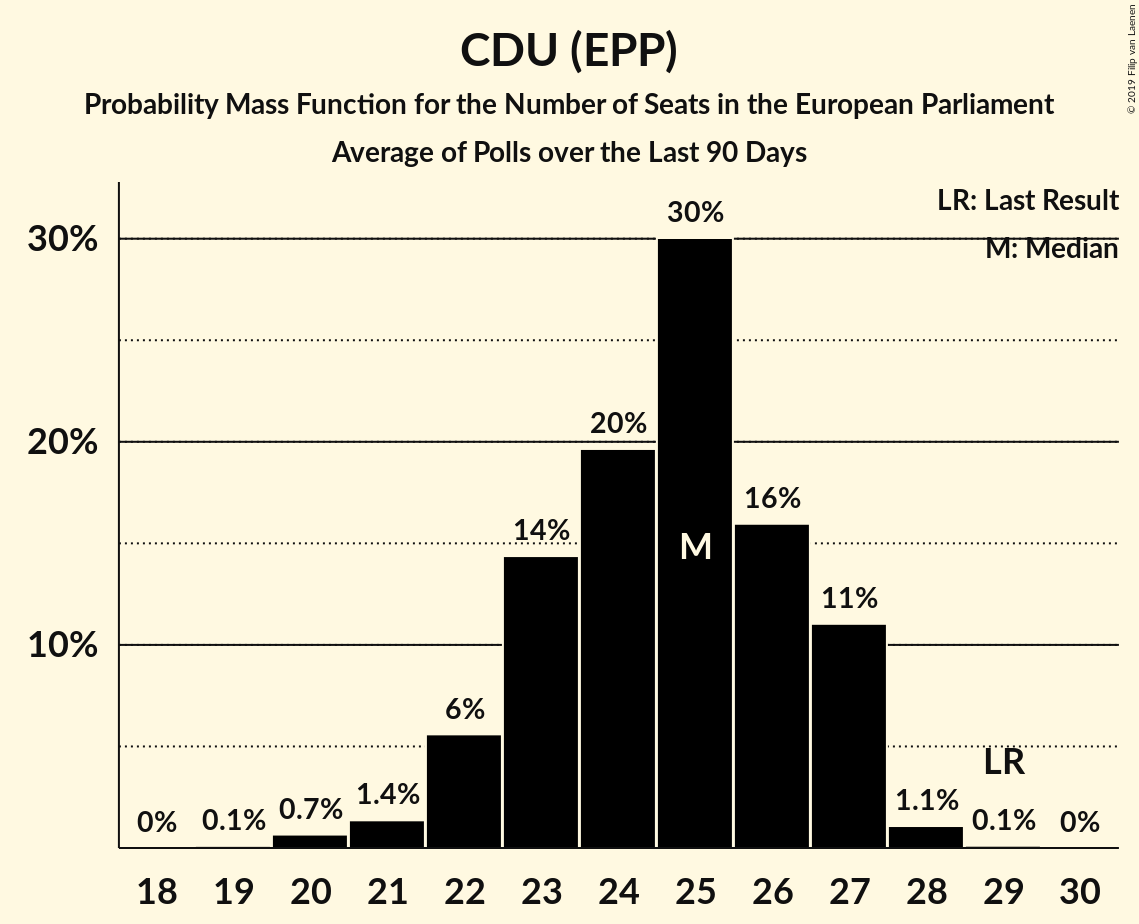 CDU (EPP)
Probability Mass Function for the Number of Seats in the European Parliament
Average of Polls over the Last 90 Days
© 2019 Filip van Laenen
LR: Last Result
M: Median
30%
20%
10%
0%
0.1%
0.7%
1.4%
6%
14%
20%
30%
M
16%
11%
1.1%
LR
0.1%
0%
18 19 20 21 22 23 24 25 26 27 28 29 30